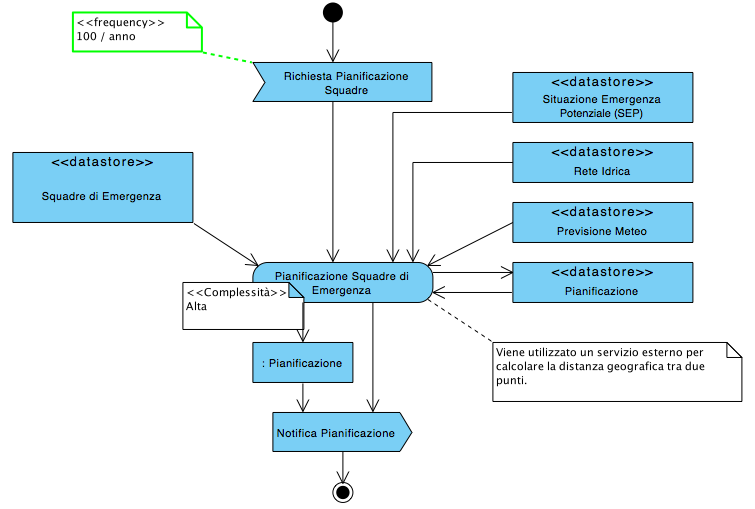 <<frequency>>
100 / anno
Richiesta Pianificazione
Squadre
<<datastore>>
Situazione Emergenza
Potenziale (SEP)
<<datastore>>
Rete Idrica
<<datastore>>
Squadre di Emergenza
<<datastore>>
Previsione Meteo
<<datastore>>
Pianificazione
Pianificazione Squadre di
Emergenza
<<Complessità>>
Alta
: Pianificazione
Viene utilizzato un servizio esterno per
calcolare la distanza geografica tra due
punti.
Notifica Pianificazione